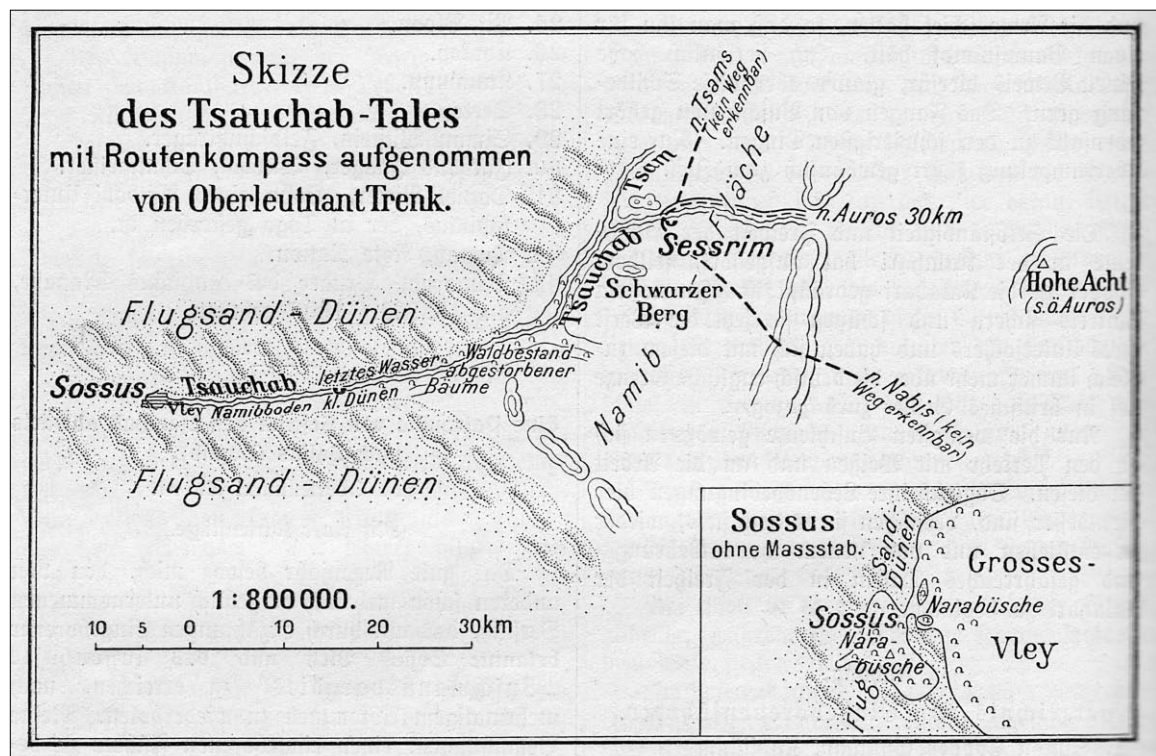 Skizze
des Tsauchab-Tales
mit Routenkompass aufgenommen
von Oberleutnant Trenk.
n. Tsams
(kein Weg
erkennbar)
Tsam
Fläche
n. Auros 30km
Sessrim
Tsauchab
Schwarzer
Berg
Hohe Acht
(s.ö.Auros)
Flugsand-Dünen
Namib
n. Nabis(kein
Weg erkennbar)
Sossus
Tsauchab
letztes Wasser
Waldbestand
abgestorbener
Bäume
Vley
Namibboden
kl. Dünen
Flugsand-Dünen
1:800000.
10 5 0 10 20 30km
Sossus
ohne Massstab.
Sand-
Dünen
Grosses-
Vley
Narabüsche
Sossus
Nara-
büsche
Flug